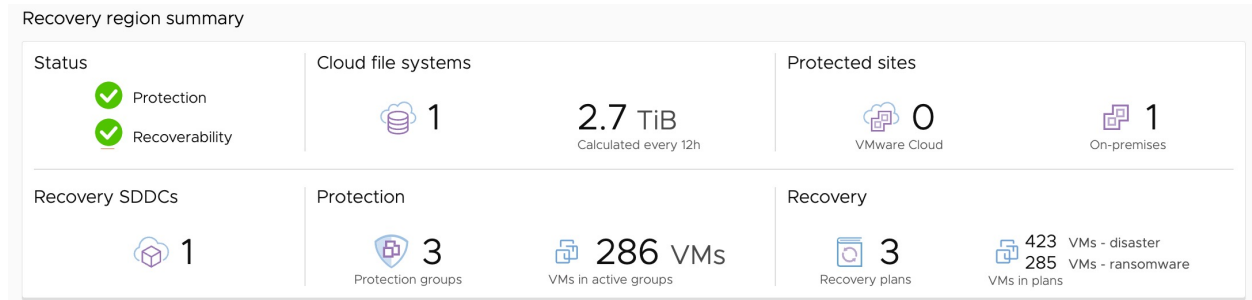 Recovery region summary
Status
Protection
Recoverability
Cloud file systems
1
2.7 TiB
Calculated every 12h
Protected sites
0
VMware Cloud
1
On-premises
Recovery SDDCs
1
Protection
3
Protection groups
286 VMs
VMs in active groups
Recovery
3
Recovery plans
423 VMs - disaster
285 VMs - ransomware
VMs in plans